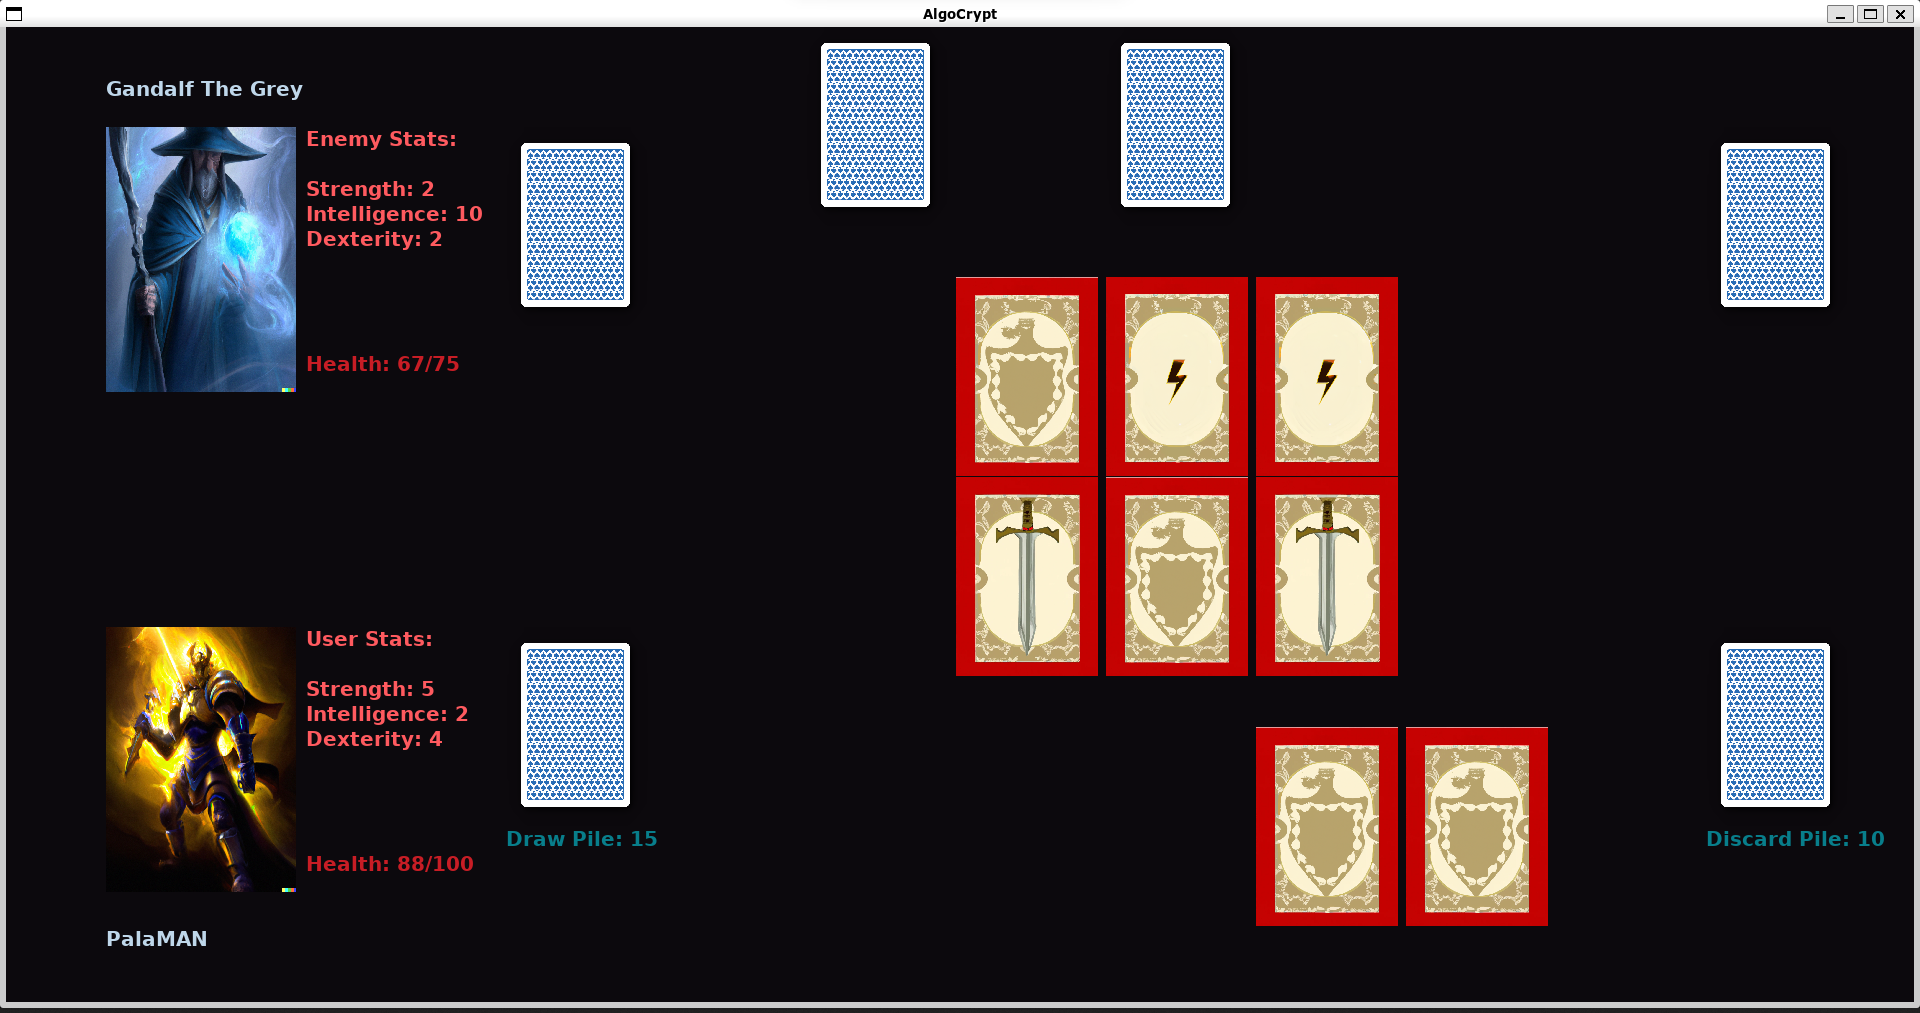 AlgoCrypt
Gandalf The Grey
Enemy Stats:
Strength: 2
Intelligence: 10
Dexterity: 2
Health: 67/75
User Stats:
Strength: 5
Intelligence: 2
Dexterity: 4
Health: 88/100
PalaMAN
Draw Pile: 15
Discard Pile: 10